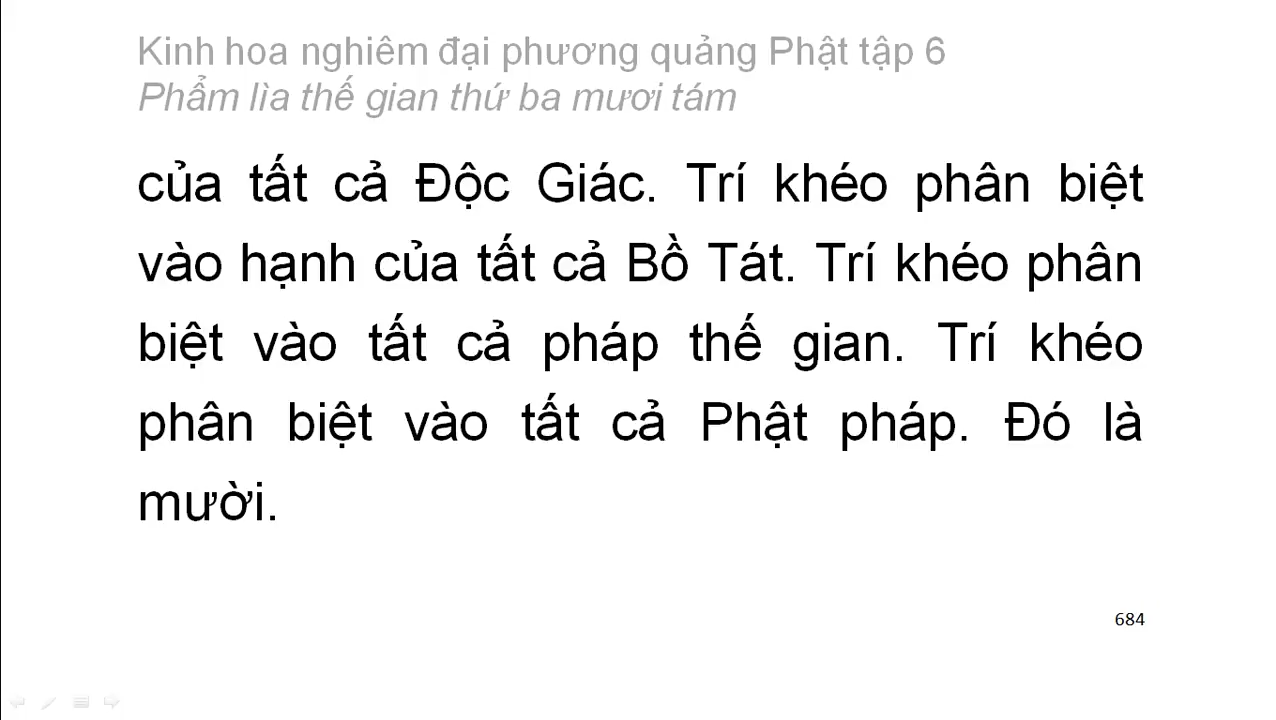 Kinh hoa nghiêm đại phương quảng Phật tập 6
Phẩm lìa thế gian thứ ba mươi tám
của tất cả Độc Giác. Trí khéo phân biệt
vào hạnh của tất cả Bồ Tát. Trí khéo phân
biệt vào tất cả pháp thế gian. Trí khéo
phân biệt vào tất cả Phật pháp. Đó là
mười.
684